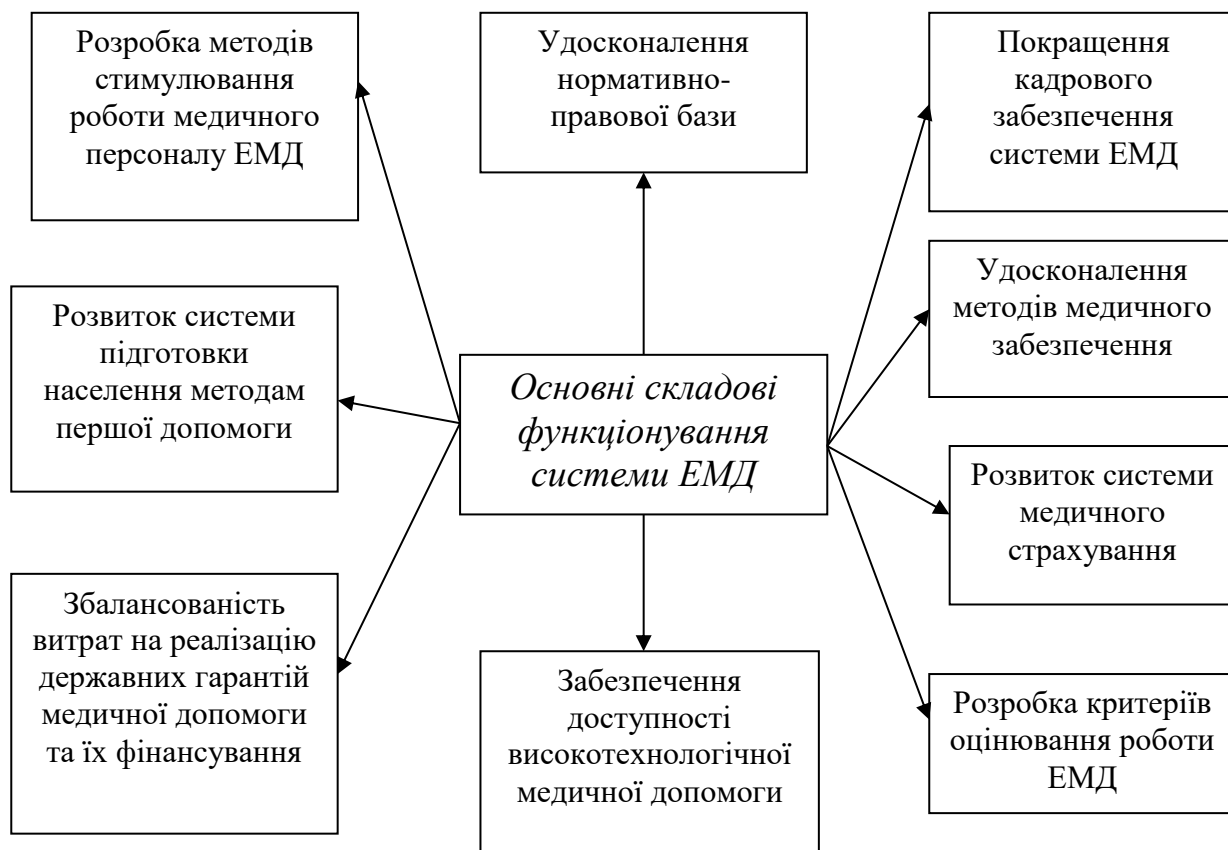 Розробка методів
стимулювання
роботи медичного
персоналу ЕМД
Удосконалення
нормативно-
правової бази
Покращення
кадрового
забезпечення
системи ЕМД
Розвиток системи
підготовки
населення методам
першої допомоги
Основні складові
функціонування
системи ЕМД
Удосконалення
методів медичного
забезпечення
Розвиток системи
медичного
страхування
Збалансованість
витрат на реалізацію
державних гарантій
медичної допомоги
та їх фінансування
Забезпечення
доступності
високотехнологічної
медичної допомоги
Розробка критеріїв
оцінювання роботи
ЕМД